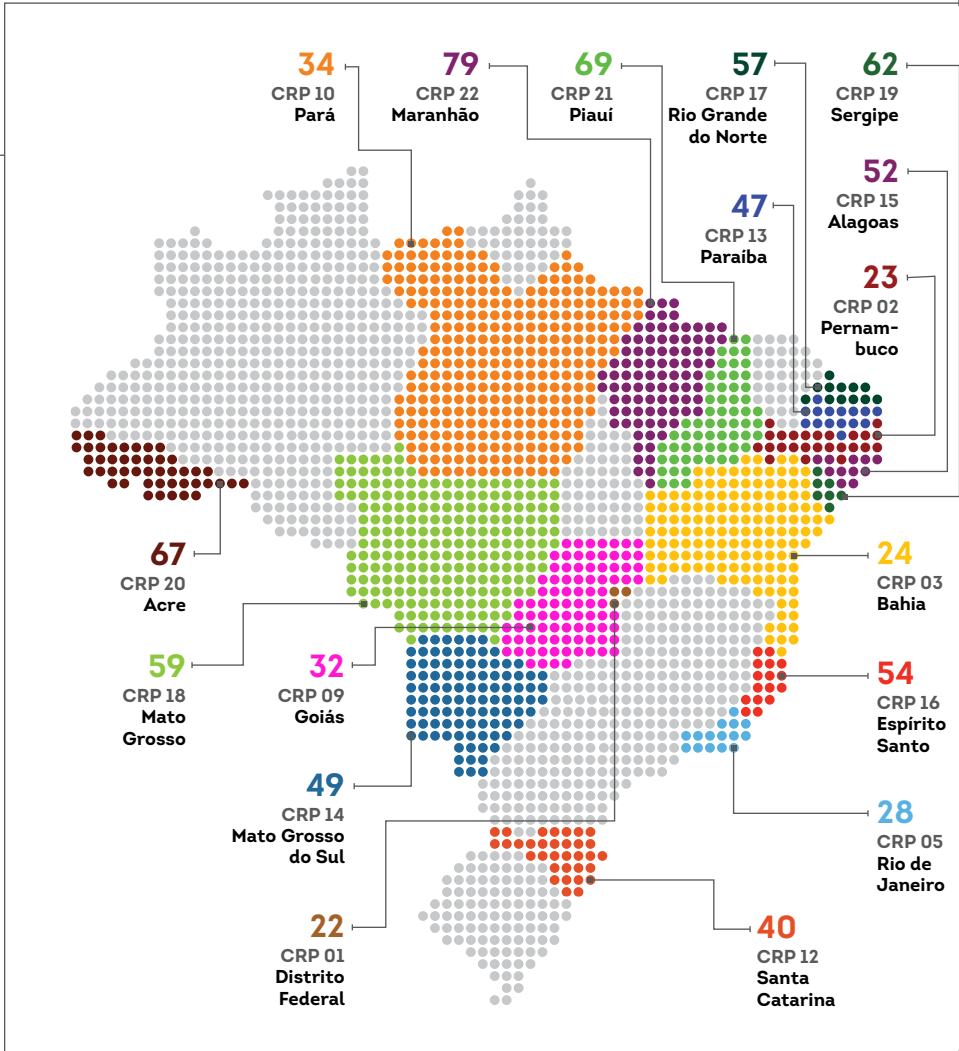 34
CRP 10
Pará
79
CRP 22
Maranhão
69
CRP 21
Piauí
57
CRP 17
Rio Grande
do Norte
62
CRP 19
Sergipe
52
CRP 15
Alagoas
47
CRP 13
Paraíba
23
CRP 02
Pernam-
buco
67
CRP 20
Acre
24
CRP 03
Bahia
59
CRP 18
Mato
Grosso
32
CRP 09
Goiás
54
CRP 16
Espírito
Santo
49
CRP 14
Mato Grosso
do Sul
28
CRP 05
Rio de
Janeiro
22
CRP 01
Distrito
Federal
40
CRP 12
Santa
Catarina